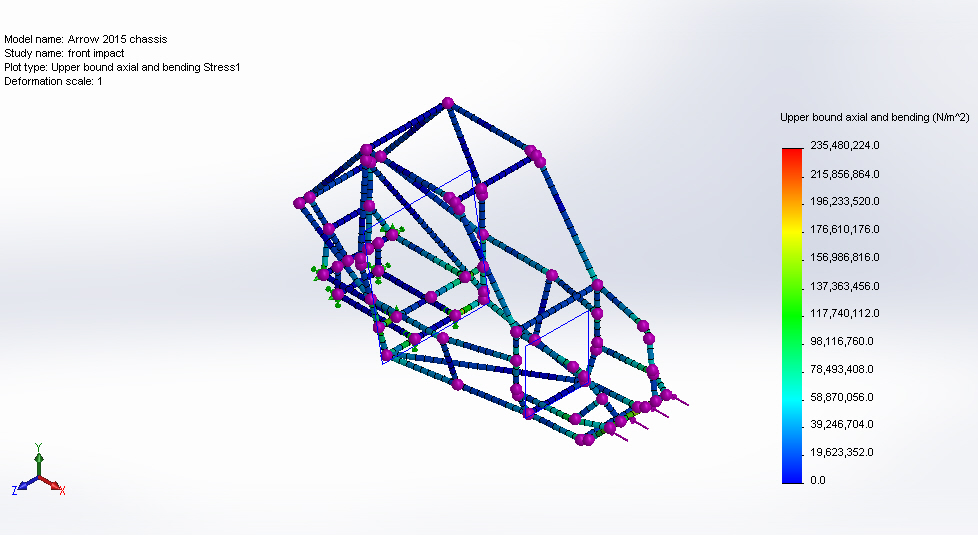 Model name: Arrow 2015 chassis
Study name: front impact
Plot type: Upper bound axial and bending Stress1
Deformation scale: 1
Upper bound axial and bending (N/m^2)
235,480,224.0
215,856,864.0
196,233,520.0
176,610,176.0
156,986,816.0
137,363,456.0
117,740,112.0
98,116,760.0
78,493,408.0
58,870,056.0
39,246,704.0
19,623,352.0
0.0
Y
Z
X